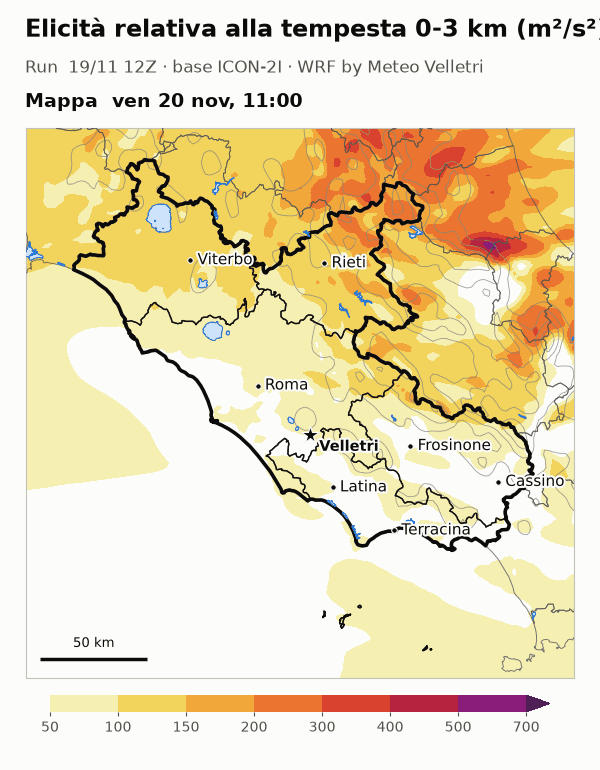 Elicità relativa alla tempesta 0-3 km (m²/s²)
Run  19/11 12Z · base ICON-2I · WRF by Meteo Velletri
Mappa  ven 20 nov, 11:00
Viterbo
Rieti
Roma
Velletri
Frosinone
Cassino
Latina
Terracina
50 km
50 100 150 200 300 400 500 700